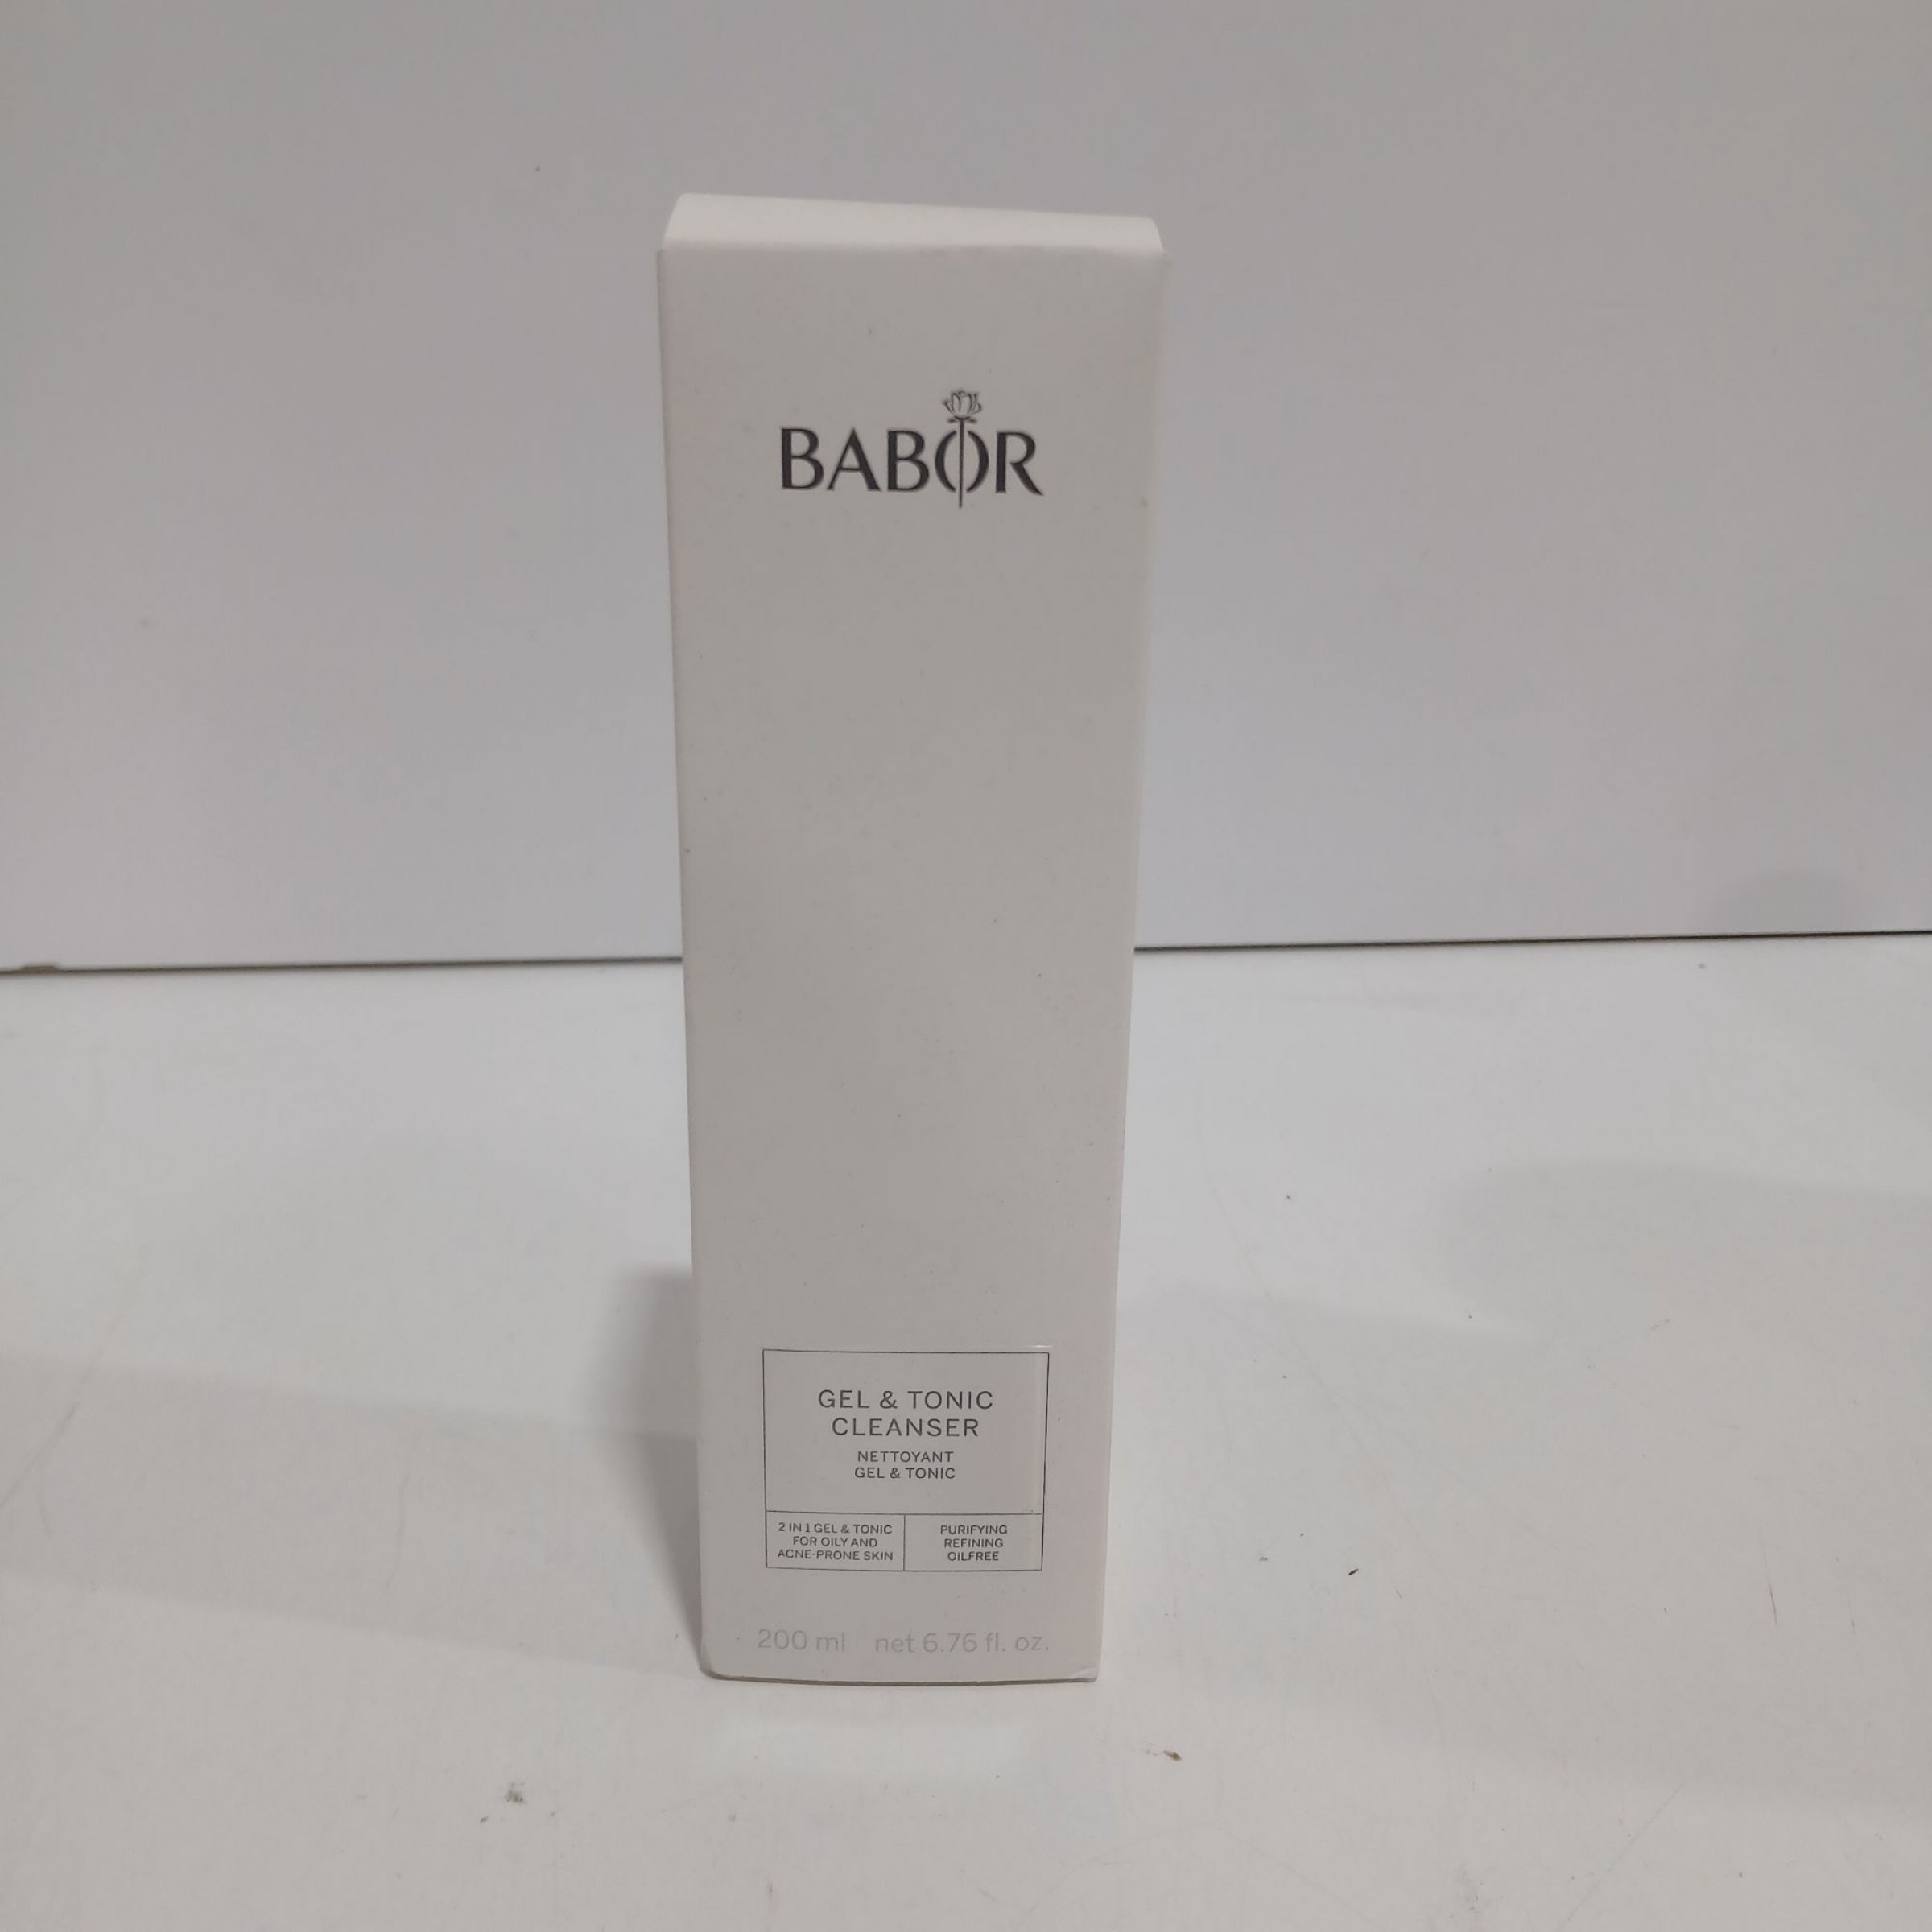 BABOR
GEL & TONIC
CLEANSER
NETTOYANT
GEL & TONIC
2 IN 1 GEL & TONIC
FOR OILY AND
ACNE-PRONE SKIN
PURIFYING
REFINING
OILFREE
200 ml net 6.76 fl. oz.